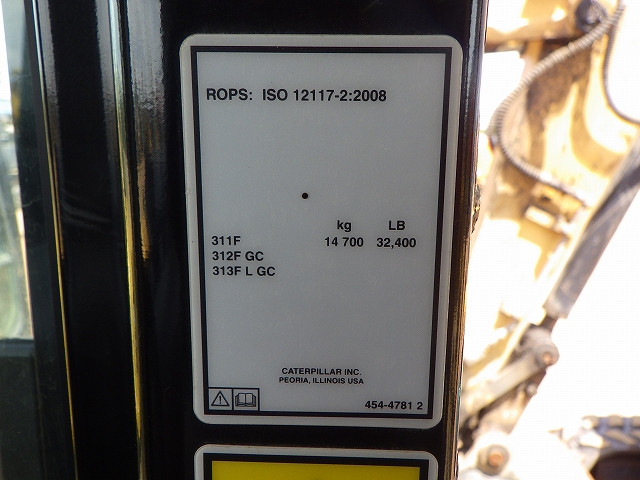 ROPS: ISO 12117-2:2008
kg LB
311F 14 700 32,400
312F GC
313F L GC
CATERPILLAR INC.
PEORIA, ILLINOIS USA
454-4781 2